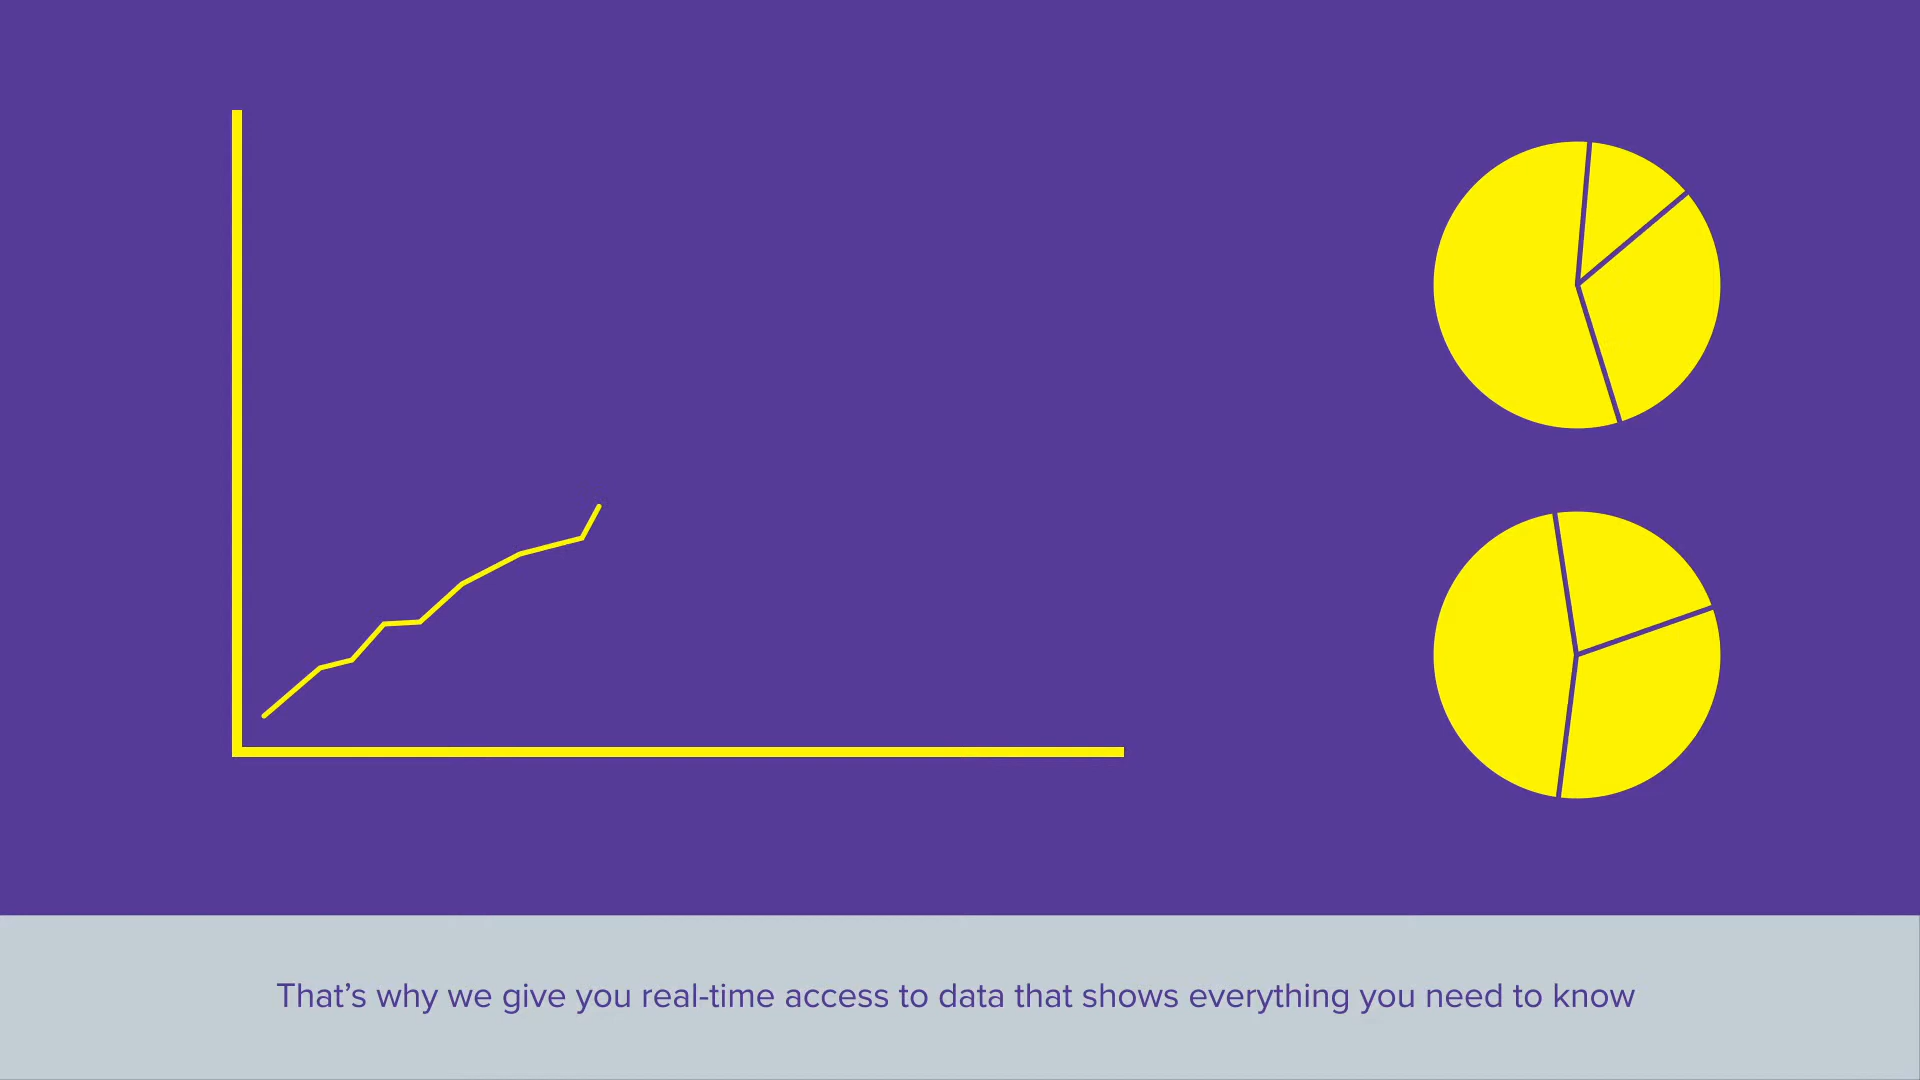 That’s why we give you real-time access to data that shows everything you need to know